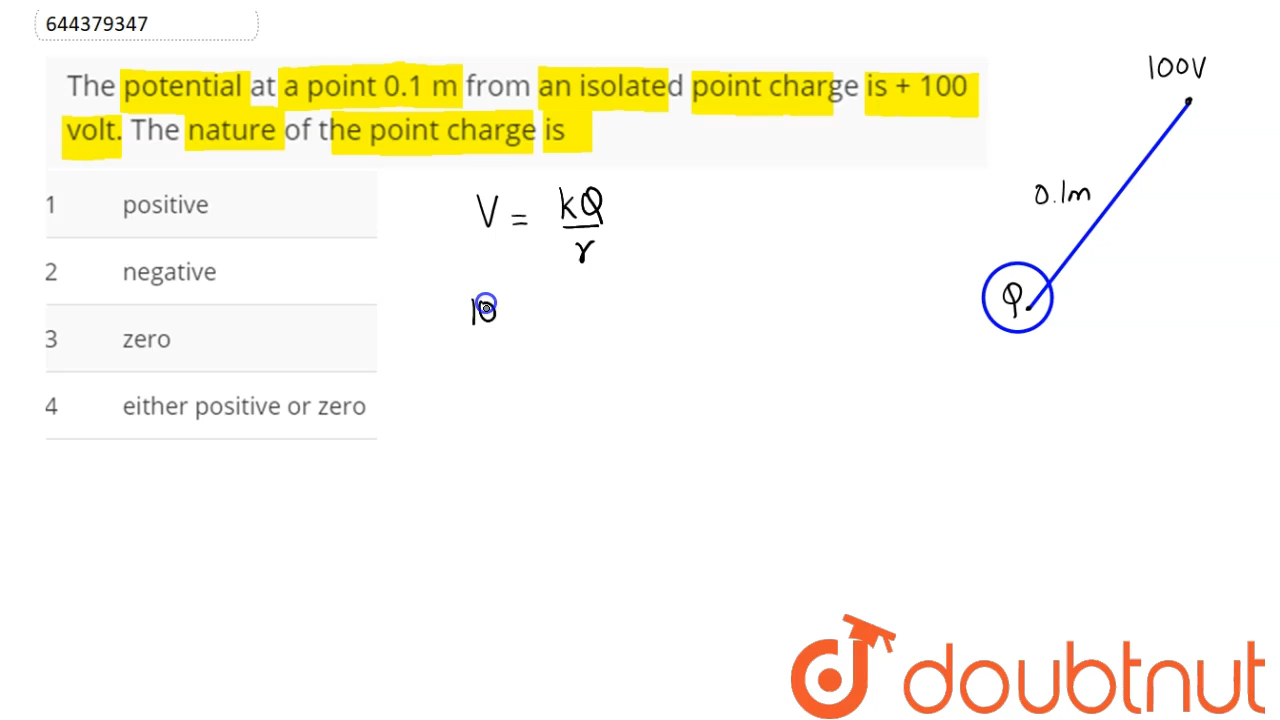 644379347
The potential at a point 0.1 m from an isolated point charge is + 100
volt. The nature of the point charge is
1 positive
2 negative
3 zero
4 either positive or zero
V = kQ
r
10
100V
0.1m
Q
doubtnut